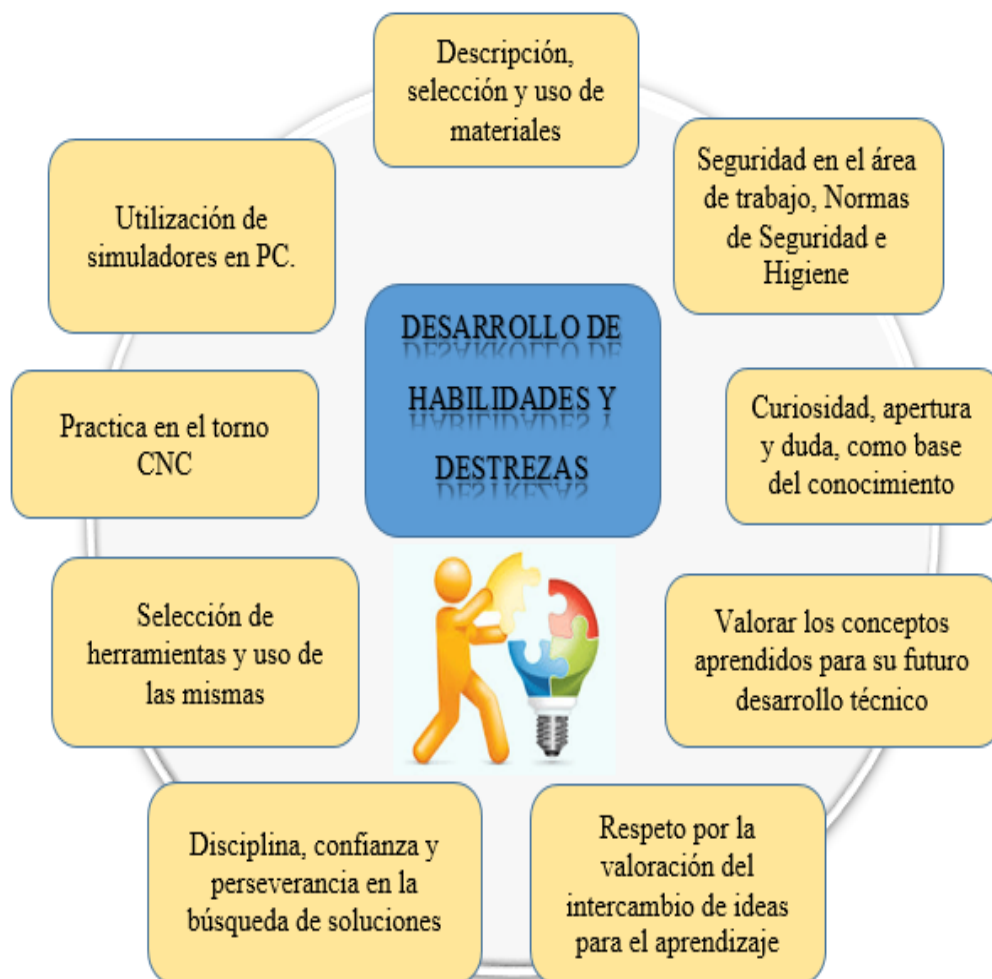 Descripción,
selección y uso de
materiales
Seguridad en el área
de trabajo, Normas
de Seguridad e
Higiene
Curiosidad, apertura
y duda, como base
del conocimiento
Valorar los conceptos
aprendidos para su futuro
desarrollo técnico
Respeto por la
valoración del
intercambio de ideas
para el aprendizaje
Disciplina, confianza y
perseverancia en la
búsqueda de soluciones
Selección de
herramientas y uso de
las mismas
Practica en el torno
CNC
Utilización de
simuladores en PC.
DESARROLLO DE
HABILIDADES Y
DESTREZAS